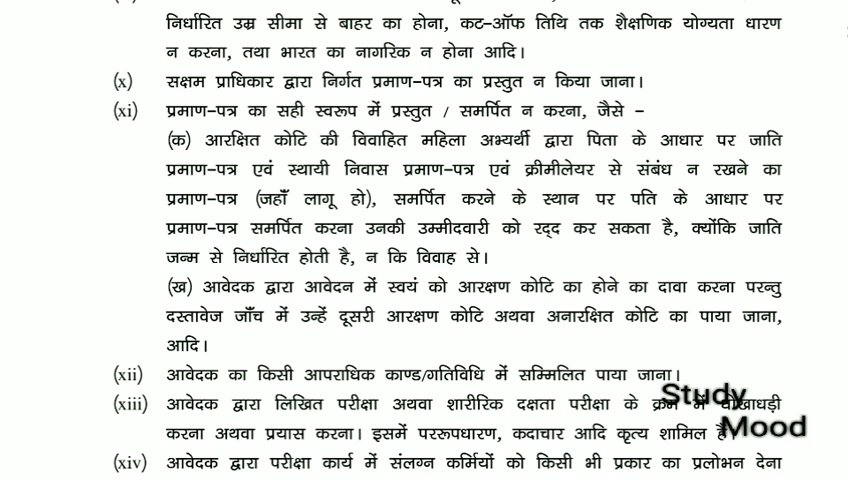 निर्धारित उम्र सीमा से बाहर का होना, कट–ऑफ तिथि तक शैक्षणिक योग्यता धारण
न करना, तथा भारत का नागरिक न होना आदि।
(x) सक्षम प्राधिकार द्वारा निर्गत प्रमाण–पत्र का प्रस्तुत न किया जाना।
(xi) प्रमाण–पत्र का सही स्वरूप में प्रस्तुत / समर्पित न करना, जैसे –
(क) आरक्षित कोटि की विवाहित महिला अभ्यर्थी द्वारा पिता के आधार पर जाति
प्रमाण–पत्र एवं स्थायी निवास प्रमाण–पत्र एवं क्रीमीलेयर से संबंध न रखने का
प्रमाण–पत्र (जहाँ लागू हो), समर्पित करने के स्थान पर पति के आधार पर
प्रमाण–पत्र समर्पित करना उनकी उम्मीदवारी को रद्द कर सकता है, क्योंकि जाति
जन्म से निर्धारित होती है, न कि विवाह से।
(ख) आवेदक द्वारा आवेदन में स्वयं को आरक्षण कोटि का होने का दावा करना परन्तु
दस्तावेज जाँच में उन्हें दूसरी आरक्षण कोटि अथवा अनारक्षित कोटि का पाया जाना,
आदि।
(xii) आवेदक का किसी आपराधिक काण्ड/गतिविधि में सम्मिलित पाया जाना।
(xiii) आवेदक द्वारा लिखित परीक्षा अथवा शारीरिक दक्षता परीक्षा के क्रम में धोखाधड़ी
करना अथवा प्रयास करना। इसमें पररूपधारण, कदाचार आदि कृत्य शामिल है।
Study
Mood
(xiv) आवेदक द्वारा परीक्षा कार्य में संलग्न कर्मियों को किसी भी प्रकार का प्रलोभन देना